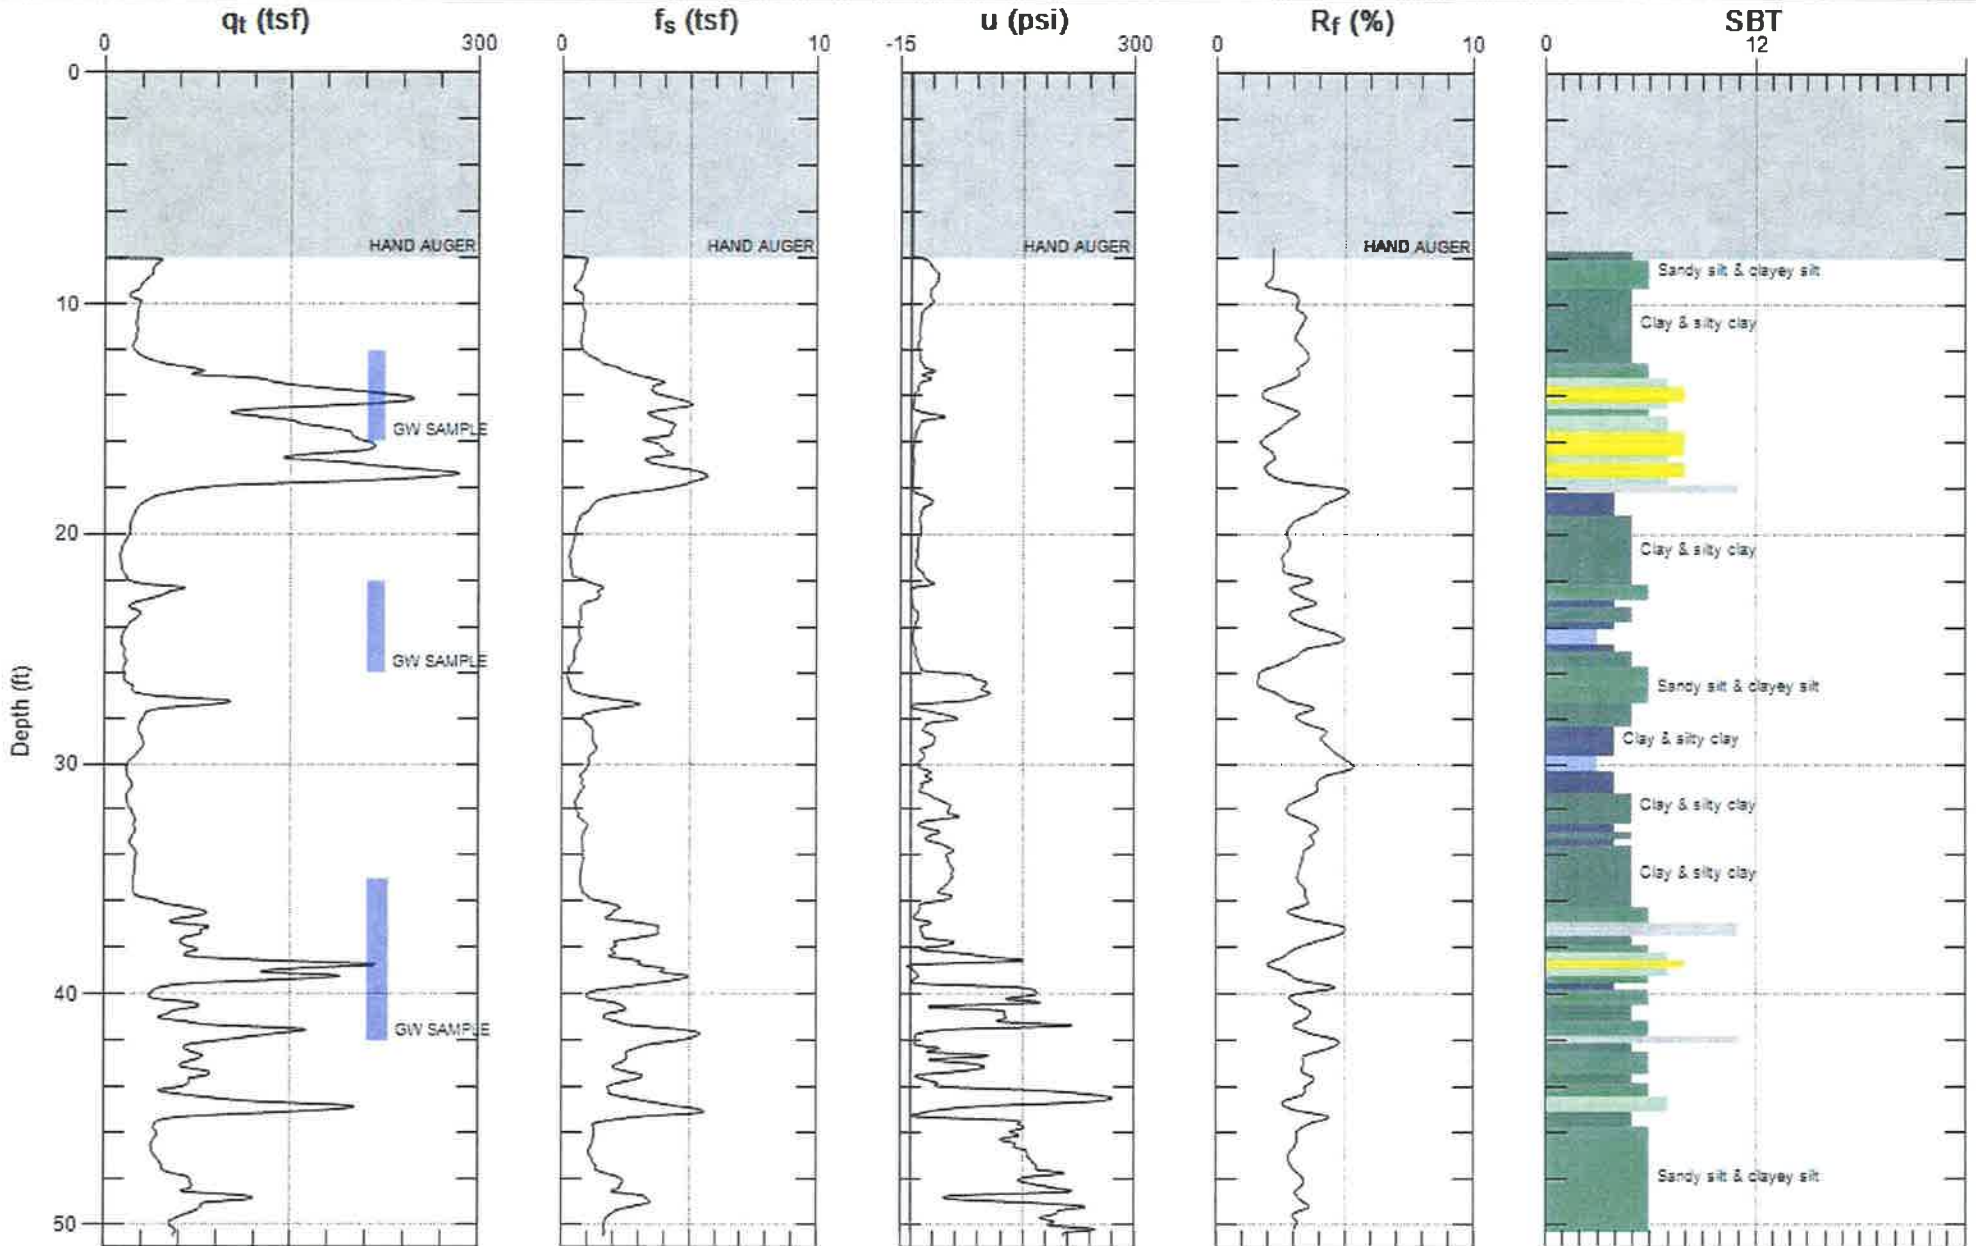 qt (tsf) fs (tsf) u (psi) Rf (%) SBT
0 300 0 10 -15 300 0 10 0 12
0
HAND AUGER HAND AUGER HAND AUGER HAND AUGER
Sandy silt & clayey silt
10
Clay & silty clay
GW SAMPLE
20
Clay & silty clay
GW SAMPLE
Sandy silt & clayey silt
Depth (ft)
Clay & silty clay
30
Clay & silty clay
Clay & silty clay
40
GW SAMPLE
Sandy silt & clayey silt
50